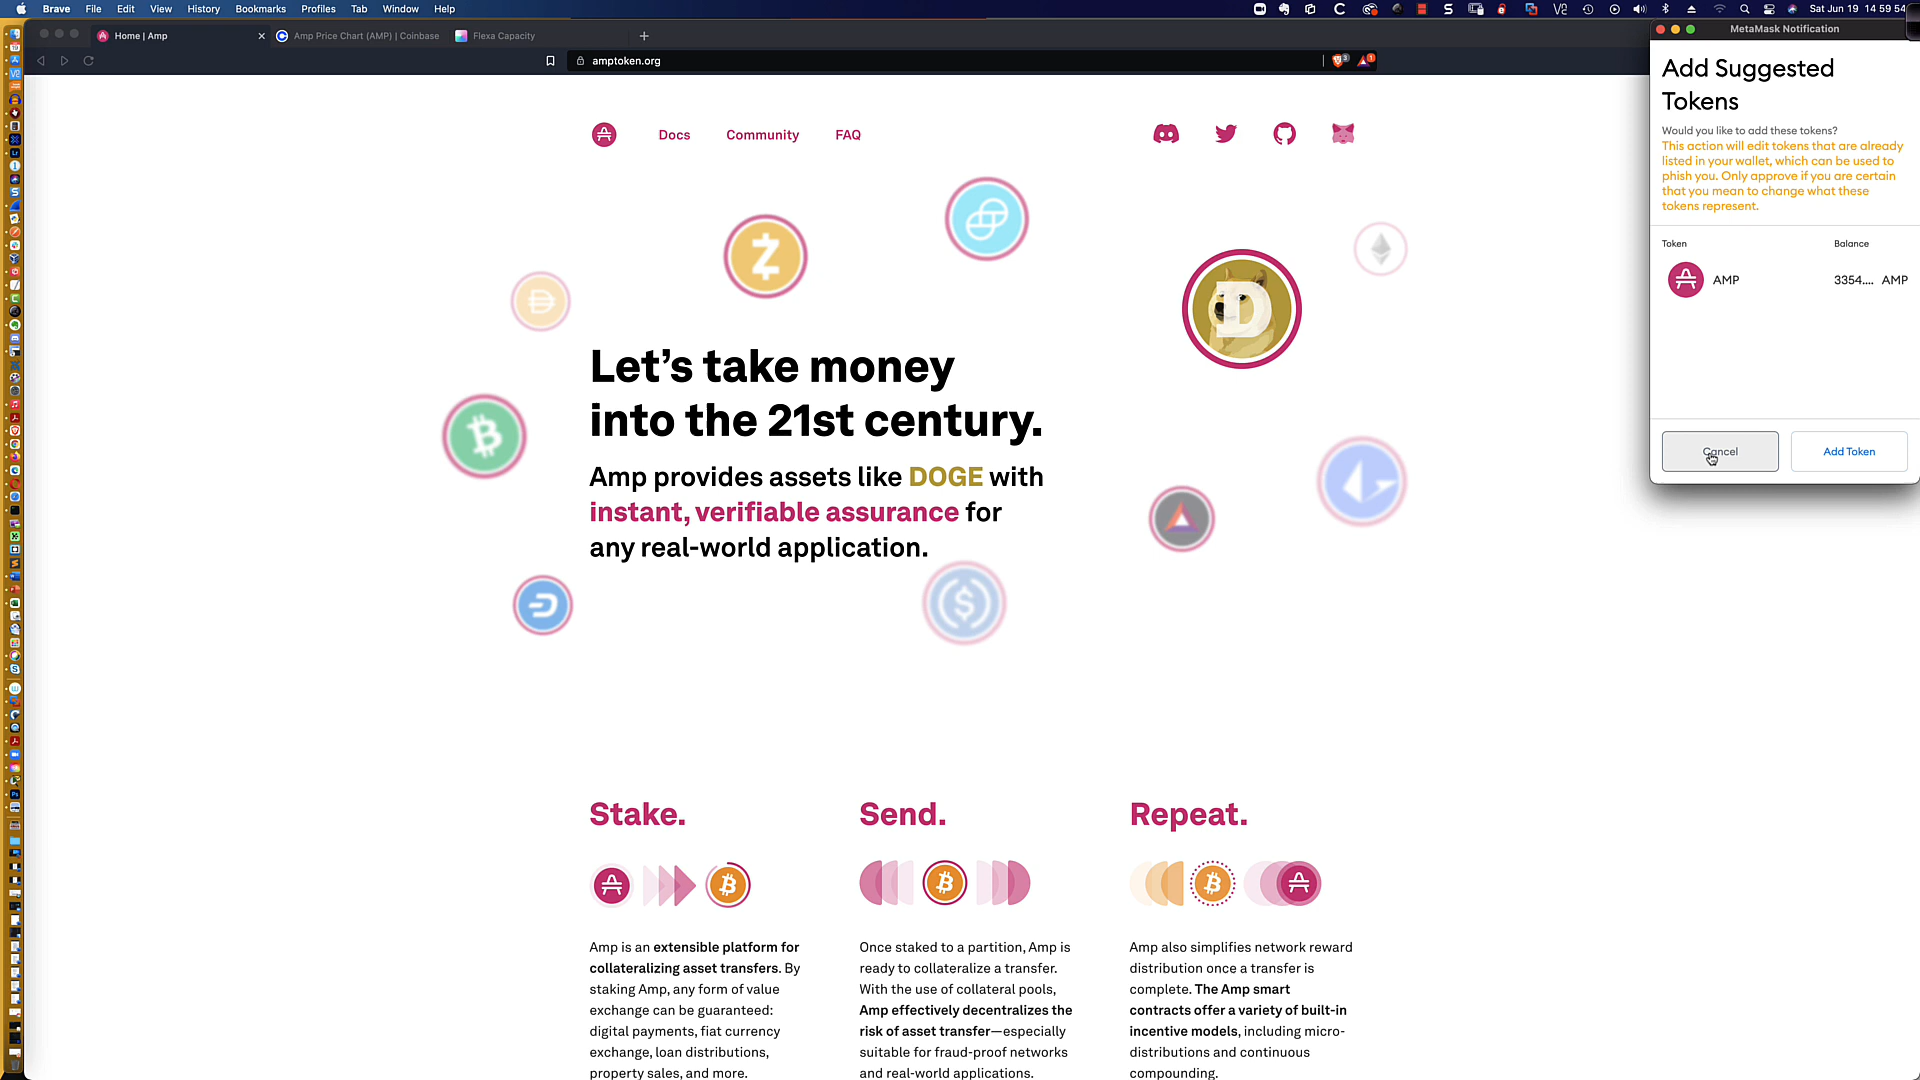 Brave File Edit View History Bookmarks Profiles Tab Window Help
Sat Jun 19 14 59 54
Home | Amp
Amp Price Chart (AMP) | Coinbase
Flexa Capacity
amptoken.org
MetaMask Notification
Add Suggested
Tokens
Would you like to add these tokens?
This action will edit tokens that are already
listed in your wallet, which can be used to
phish you. Only approve if you are certain
that you mean to change what these
tokens represent.
Token Balance
AMP 3354.... AMP
Cancel Add Token
Docs Community FAQ
Let’s take money
into the 21st century.
Amp provides assets like DOGE with
instant, verifiable assurance for
any real-world application.
Stake.
Amp is an extensible platform for
collateralizing asset transfers. By
staking Amp, any form of value
exchange can be guaranteed:
digital payments, fiat currency
exchange, loan distributions,
property sales, and more.
Send.
Once staked to a partition, Amp is
ready to collateralize a transfer.
With the use of collateral pools,
Amp effectively decentralizes the
risk of asset transfer—especially
suitable for fraud-proof networks
and real-world applications.
Repeat.
Amp also simplifies network reward
distribution once a transfer is
complete. The Amp smart
contracts offer a variety of built-in
incentive models, including micro-
distributions and continuous
compounding.